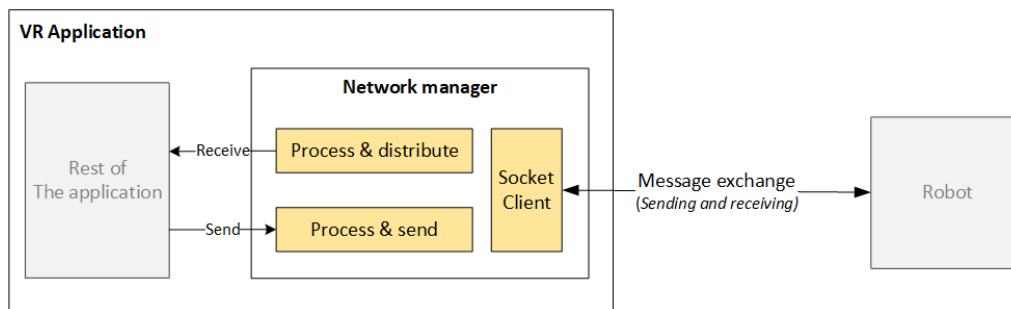 VR Application
Network manager
Rest of
The application
Receive
Send
Process & distribute
Process & send
Socket
Client
Message exchange
(Sending and receiving)
Robot